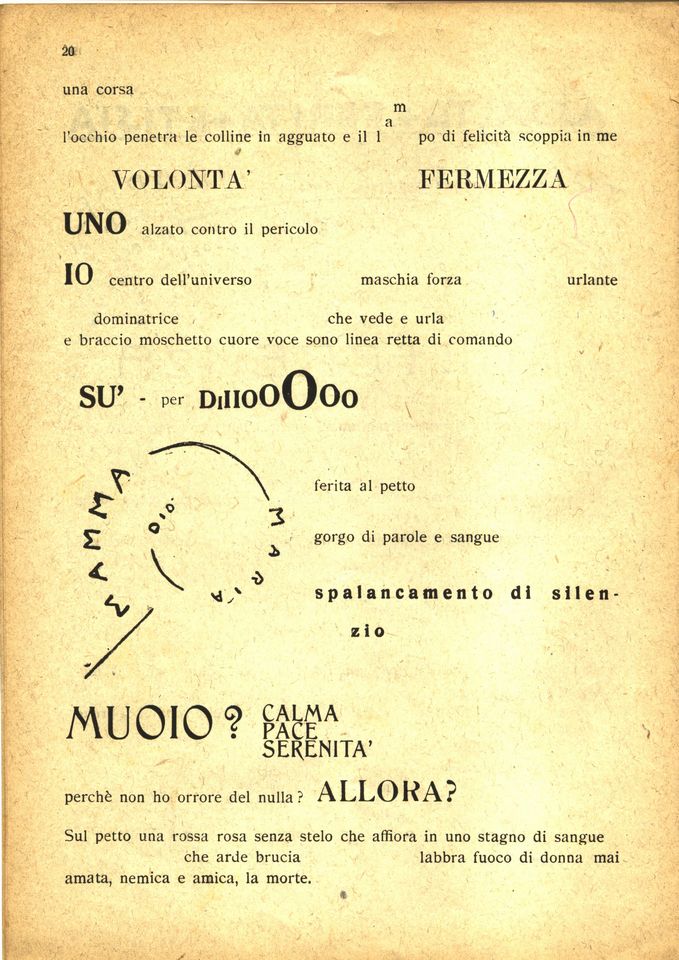 20
una corsa
l'occhio penetra le colline in agguato e il lampo di felicità scoppia in me
VOLONTA' FERMEZZA
UNO alzato contro il pericolo
IO centro dell'universo maschia forza urlante
dominatrice che vede e urla
e braccio moschetto cuore voce sono linea retta di comando
SU' - per DIIIOOOOO
MAMMA
MARIA
OIO
ferita al petto
gorgo di parole e sangue
spalancamento di silen-
zio
MUOIO? CALMA
PACE
SERENITA'
perchè non ho orrore del nulla? ALLORA?
Sul petto una rossa rosa senza stelo che affiora in uno stagno di sangue
che arde brucia labbra fuoco di donna mai
amata, nemica e amica, la morte.